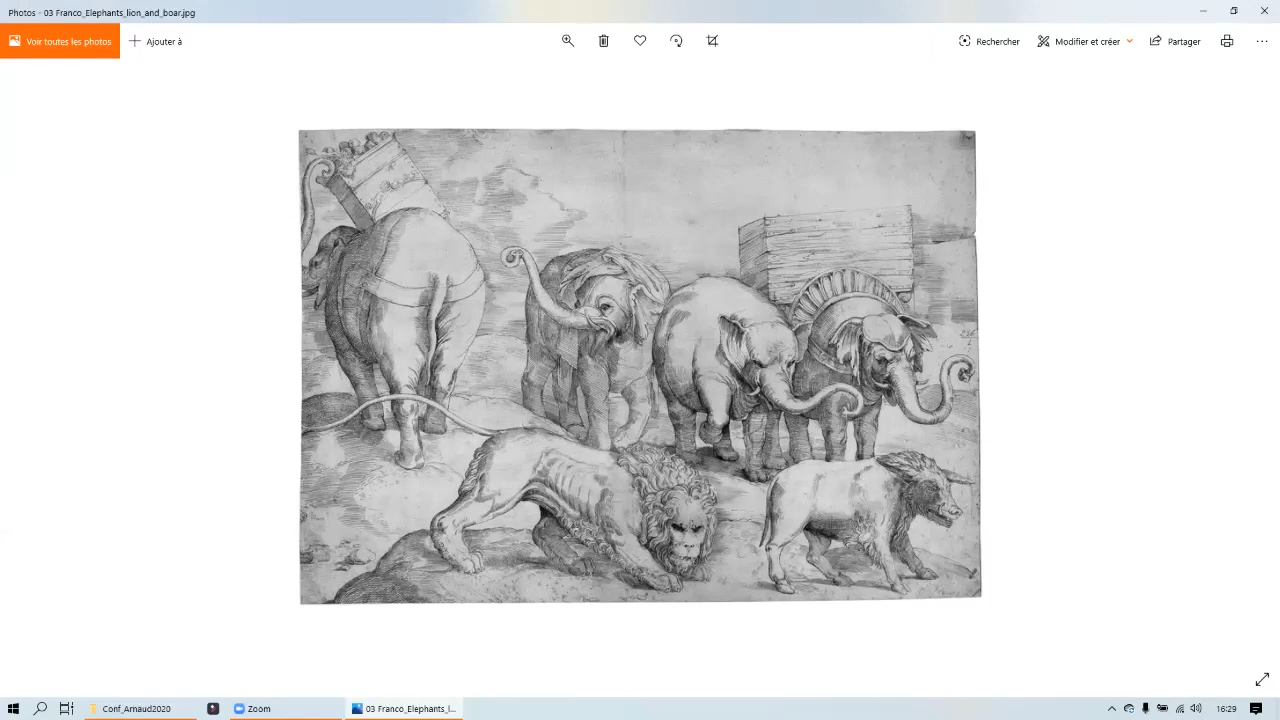 Photos - 03 Franco_Elephants_lion_and_boar.jpg
Voir toutes les photos
Ajouter à
Rechercher
Modifier et créer
Partager
Conf_Arnaud2020
Zoom
03 Franco_Elephants_l...
16:29